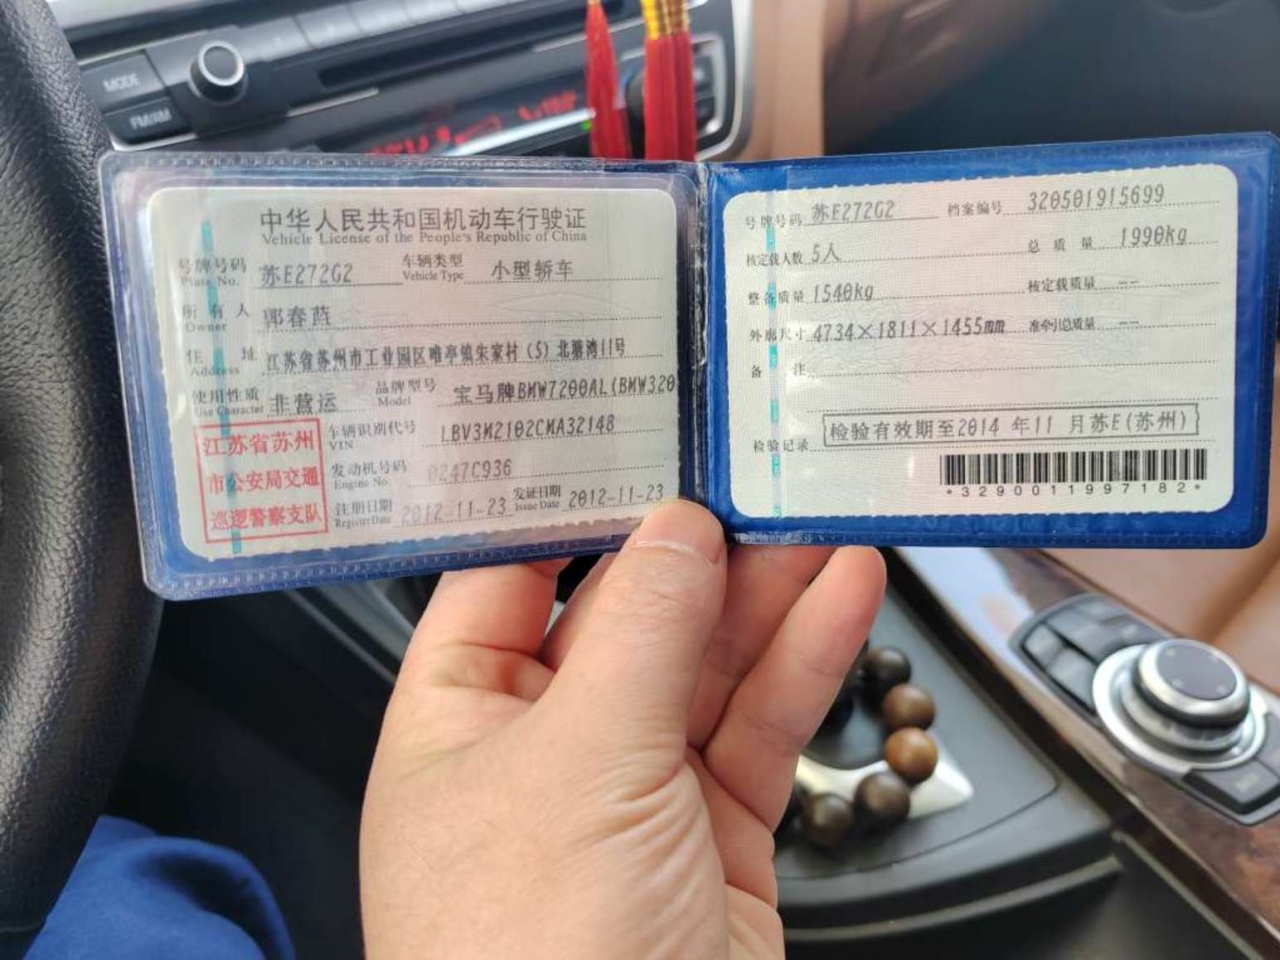 MODE
FM/AM
中华人民共和国机动车行驶证
Vehicle License of the People's Republic of China
号牌号码 苏E272G2 车辆类型 小型轿车
Plate No. Vehicle Type
所有人 郭春
Owner
住址 江苏省苏州市工业园区唯亭镇朱家村(5)北塘湾11号
Address
使用性质 非营运 品牌型号 宝马牌BMW7200AL(BMW320
Use Character Model
江苏省苏州
市公安局交通
巡逻警察支队
车辆识别代号 LBV3M2102CMA32148
VIN
发动机号码 0247C936
Engine No.
注册日期 2012-11-23 发证日期 2012-11-23
Register Date Issue Date
号牌号码 苏E272G2 档案编号 320501915699
核定载人数 5人 总质量 1990kg
整备质量 1540kg 核定载质量 --
外廓尺寸 4734×1811×1455mm 准牵引总质量 --
备注
检验记录 检验有效期至2014年11月苏E(苏州)
*3290011997182*